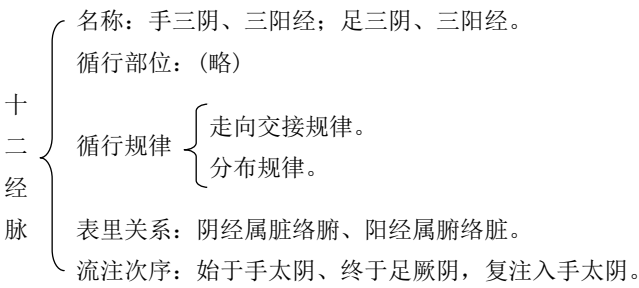 十二经脉
名称：手三阴、三阳经；足三阴、三阳经。
循行部位：(略)
循行规律
走向交接规律。
分布规律。
表里关系：阴经属脏络腑、阳经属腑络脏。
流注次序：始于手太阴、终于足厥阴，复注入手太阴。